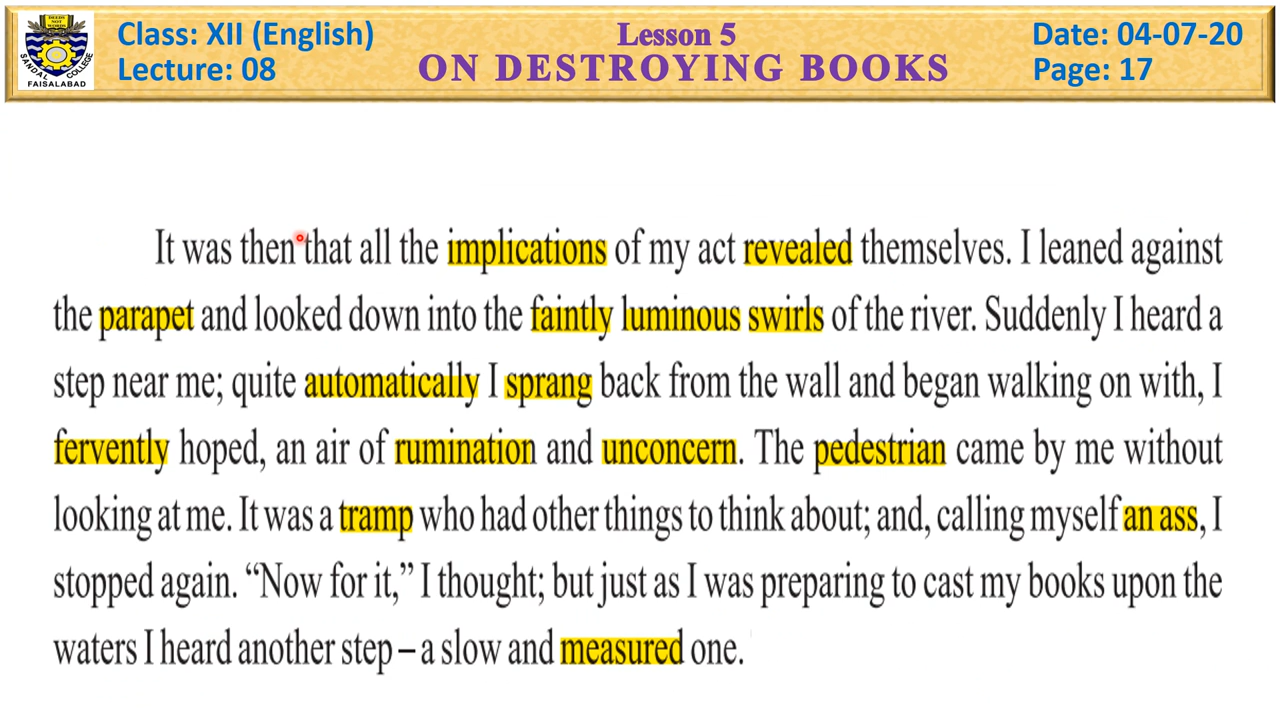 DEEDS
NOT
WORDS
SANDAL COLLEGE
FAISALABAD
Class: XII (English)
Lecture: 08
Lesson 5
ON DESTROYING BOOKS
Date: 04-07-20
Page: 17
It was then that all the implications of my act revealed themselves. I leaned against
the parapet and looked down into the faintly luminous swirls of the river. Suddenly I heard a
step near me; quite automatically I sprang back from the wall and began walking on with, I
fervently hoped, an air of rumination and unconcern. The pedestrian came by me without
looking at me. It was a tramp who had other things to think about; and, calling myself an ass, I
stopped again. “Now for it,” I thought; but just as I was preparing to cast my books upon the
waters I heard another step – a slow and measured one.